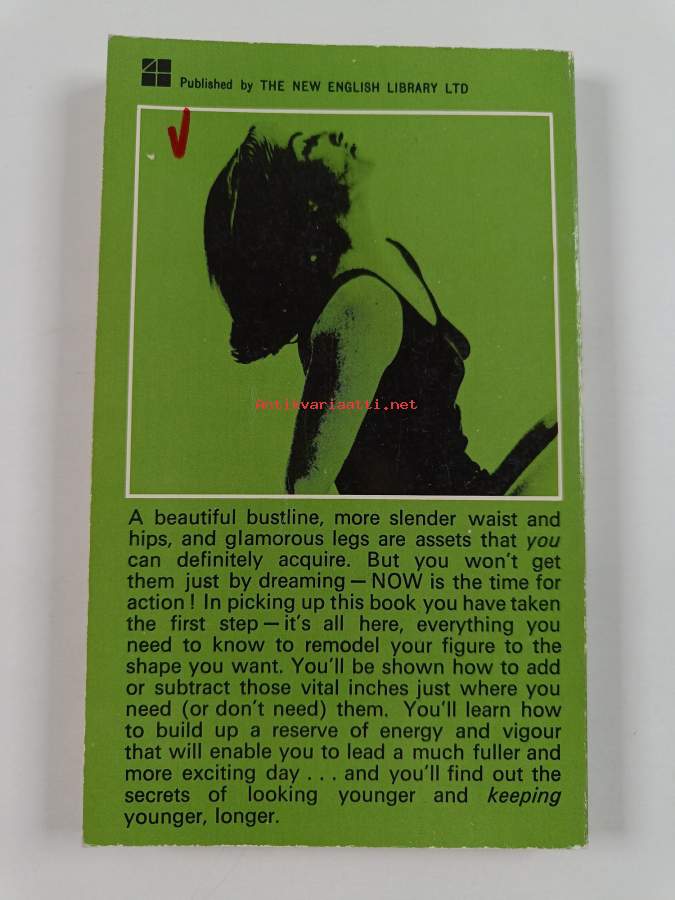 Published by THE NEW ENGLISH LIBRARY LTD
Antikvariaatti.net
A beautiful bustline, more slender waist and
hips, and glamorous legs are assets that you
can definitely acquire. But you won't get
them just by dreaming — NOW is the time for
action ! In picking up this book you have taken
the first step — it's all here, everything you
need to know to remodel your figure to the
shape you want. You'll be shown how to add
or subtract those vital inches just where you
need (or don't need) them. You'll learn how
to build up a reserve of energy and vigour
that will enable you to lead a much fuller and
more exciting day . . . and you'll find out the
secrets of looking younger and keeping
younger, longer.